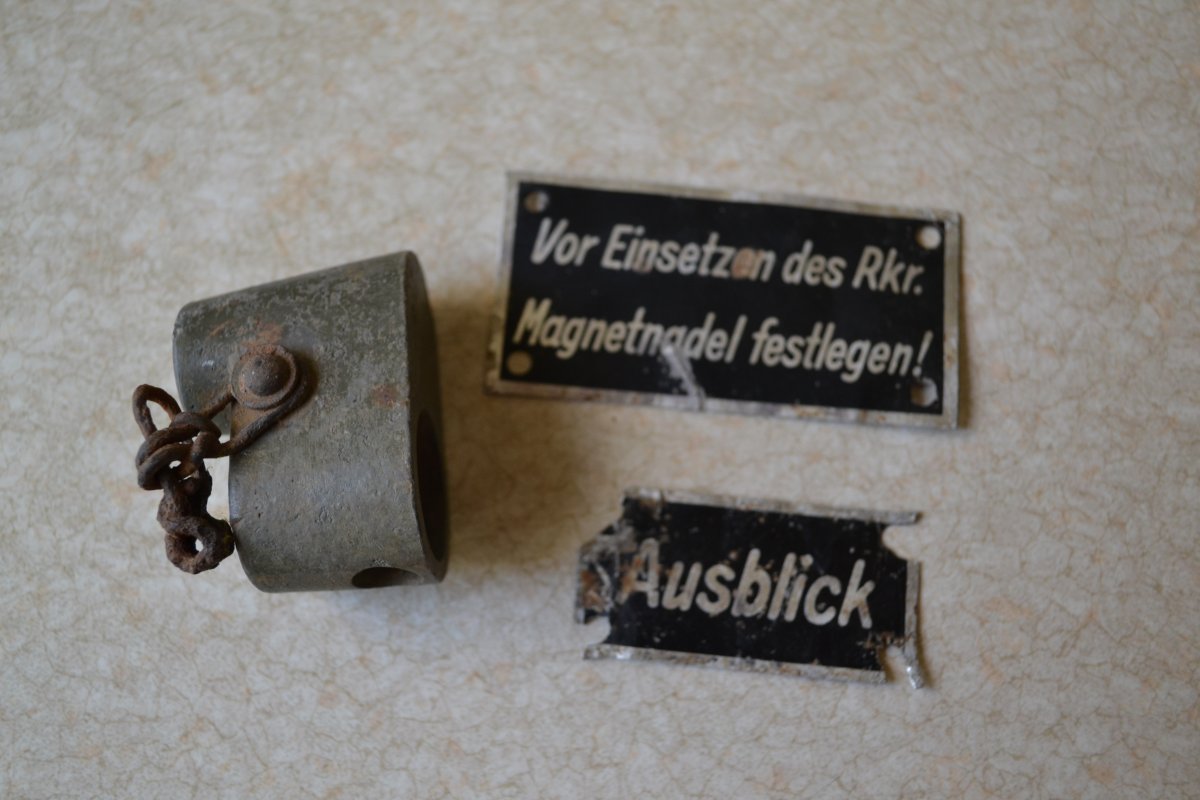 Vor Einsetzen des Rkr.
Magnetnadel festlegen!
Ausblick